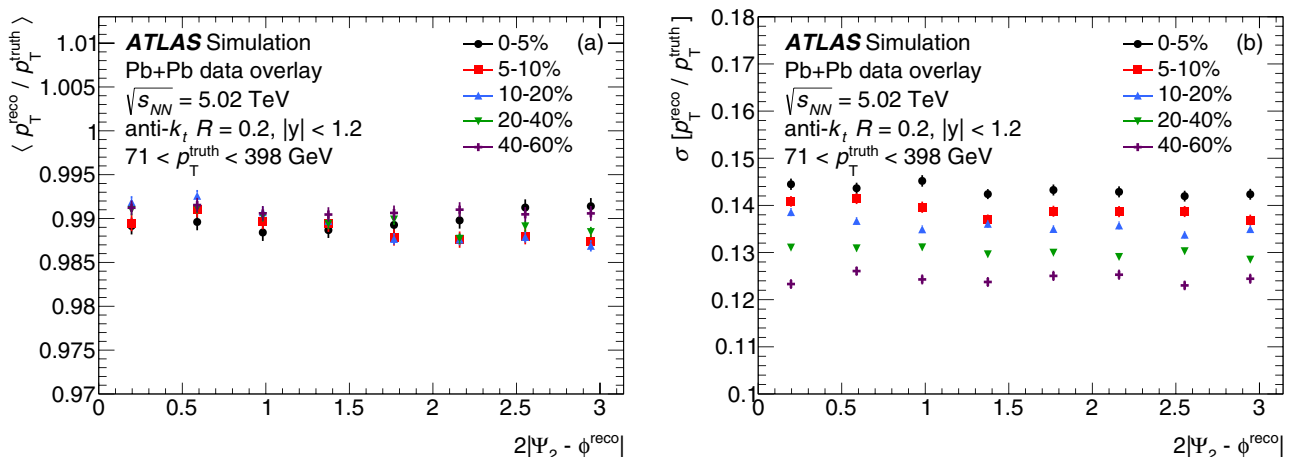 ⟨ p_T^reco / p_T^truth ⟩
1.01
1.005
1
0.995
0.99
0.985
0.98
0.975
0.97
ATLAS Simulation
Pb+Pb data overlay
√s_NN = 5.02 TeV
anti-k_t R = 0.2, |y| < 1.2
71 < p_T^truth < 398 GeV
0-5%
5-10%
10-20%
20-40%
40-60%
(a)
0 0.5 1 1.5 2 2.5 3
2|Ψ_2 - ϕ^reco|
σ [p_T^reco / p_T^truth]
0.18
0.17
0.16
0.15
0.14
0.13
0.12
0.11
0.1
ATLAS Simulation
Pb+Pb data overlay
√s_NN = 5.02 TeV
anti-k_t R = 0.2, |y| < 1.2
71 < p_T^truth < 398 GeV
0-5%
5-10%
10-20%
20-40%
40-60%
(b)
0 0.5 1 1.5 2 2.5 3
2|Ψ_2 - ϕ^reco|